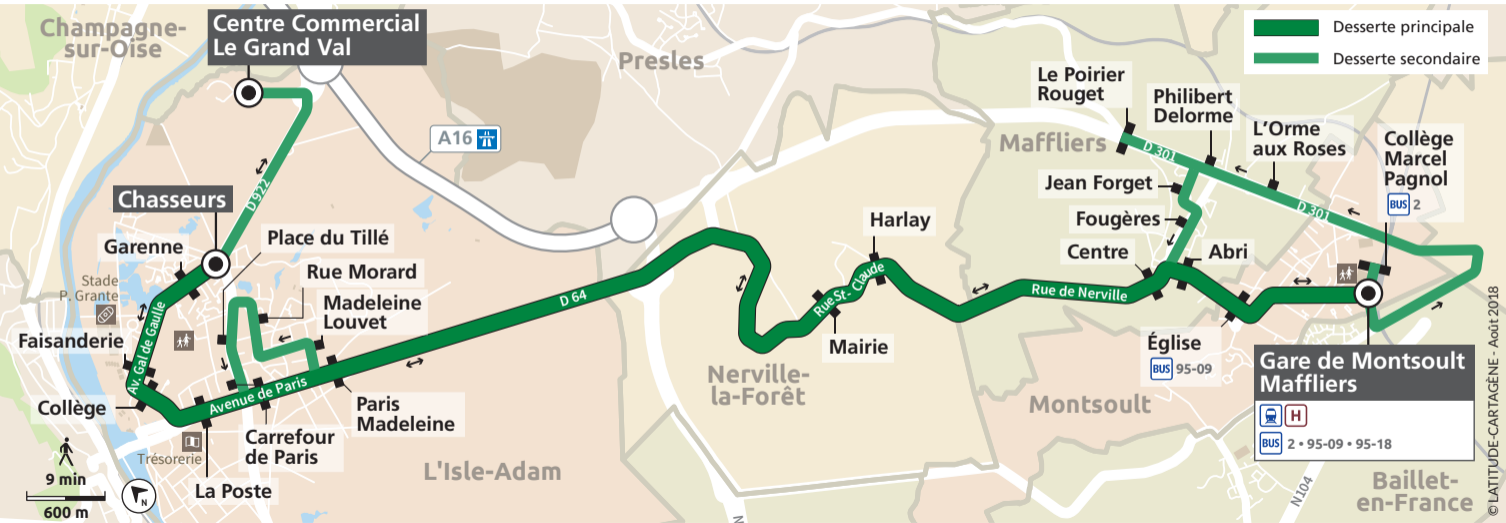 Champagne-
sur-Oise
Centre Commercial
Le Grand Val
Presles
Desserte principale
Desserte secondaire
Le Poirier
Rouget
Philibert
Delorme
L'Orme
aux Roses
Collège
Marcel
Pagnol
BUS 2
A16
Maffliers
D 301
D 301
D 922
Chasseurs
Jean Forget
Fougères
Centre
Abri
Harlay
Garenne
Place du Tillé
Rue Morard
Madeleine
Louvet
Stade
P. Grante
Faisanderie
Av. Gal de Gaulle
D 64
Rue St-Claude
Rue de Nerville
Mairie
Église
BUS 95-09
Gare de Montsoult
Maffliers
H
BUS 2 • 95-09 • 95-18
Nerville-
la-Forêt
Montsoult
Collège
Avenue de Paris
Paris
Madeleine
Carrefour
de Paris
Trésorerie
La Poste
L'Isle-Adam
9 min
600 m
N
N
N104
Baillet-
en-France
© LATITUDE-CARTAGÈNE - Août 2018